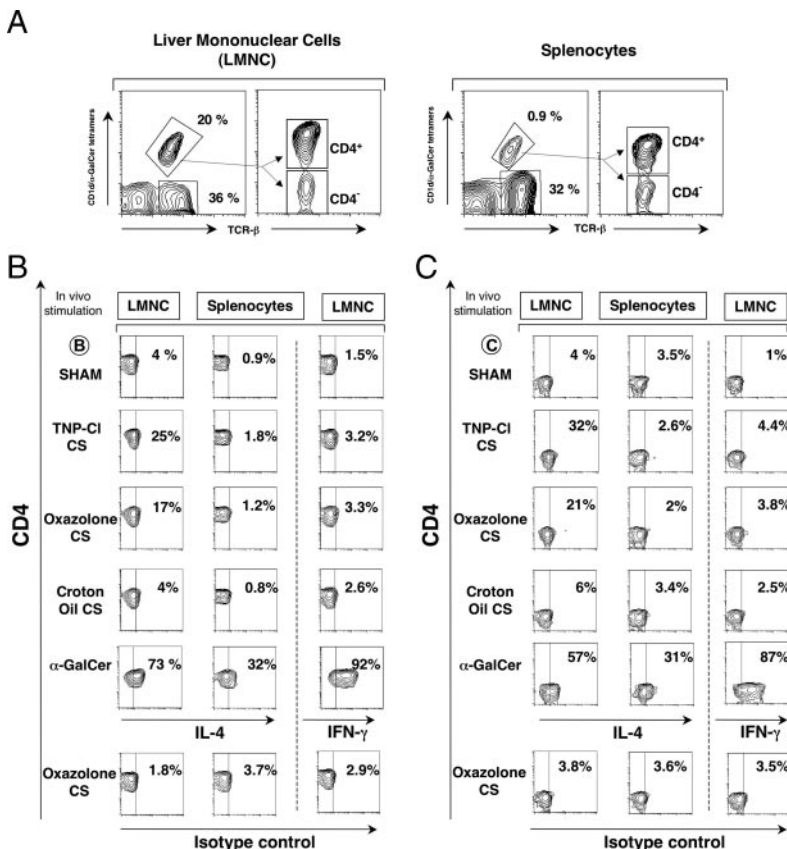 A
Liver Mononuclear Cells
(LMNC)
Splenocytes
CD1d/α-GalCer tetramers
20 %
36 %
CD4⁺
CD4⁻
TCR-β
CD1d/α-GalCer tetramers
0.9 %
32 %
CD4⁺
CD4⁻
TCR-β
B
In vivo
stimulation
LMNC Splenocytes LMNC
CD4
B
SHAM 4 % 0.9% 1.5%
TNP-Cl
CS 25% 1.8% 3.2%
Oxazolone
CS 17% 1.2% 3.3%
Croton
Oil CS 4% 0.8% 2.6%
α-GalCer 73 % 32% 92%
IL-4 IFN-γ
Oxazolone
CS 1.8% 3.7% 2.9%
Isotype control
C
In vivo
stimulation
LMNC Splenocytes LMNC
CD4
C
SHAM 4 % 3.5% 1%
TNP-Cl
CS 32% 2.6% 4.4%
Oxazolone
CS 21% 2% 3.8%
Croton
Oil CS 6% 3.4% 2.5%
α-GalCer 57% 31% 87%
IL-4 IFN-γ
Oxazolone
CS 3.8% 3.6% 3.5%
Isotype control